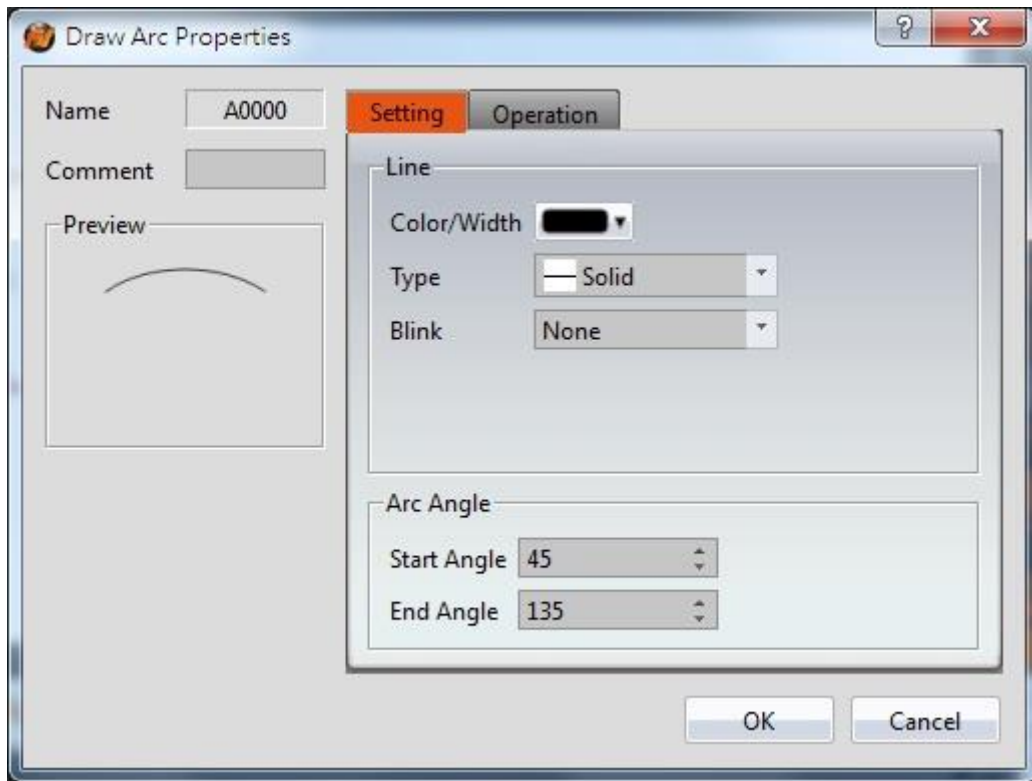 Draw Arc Properties
?
X
Name A0000
Comment
Preview
Setting Operation
Line
Color/Width
Type Solid
Blink None
Arc Angle
Start Angle 45
End Angle 135
OK Cancel